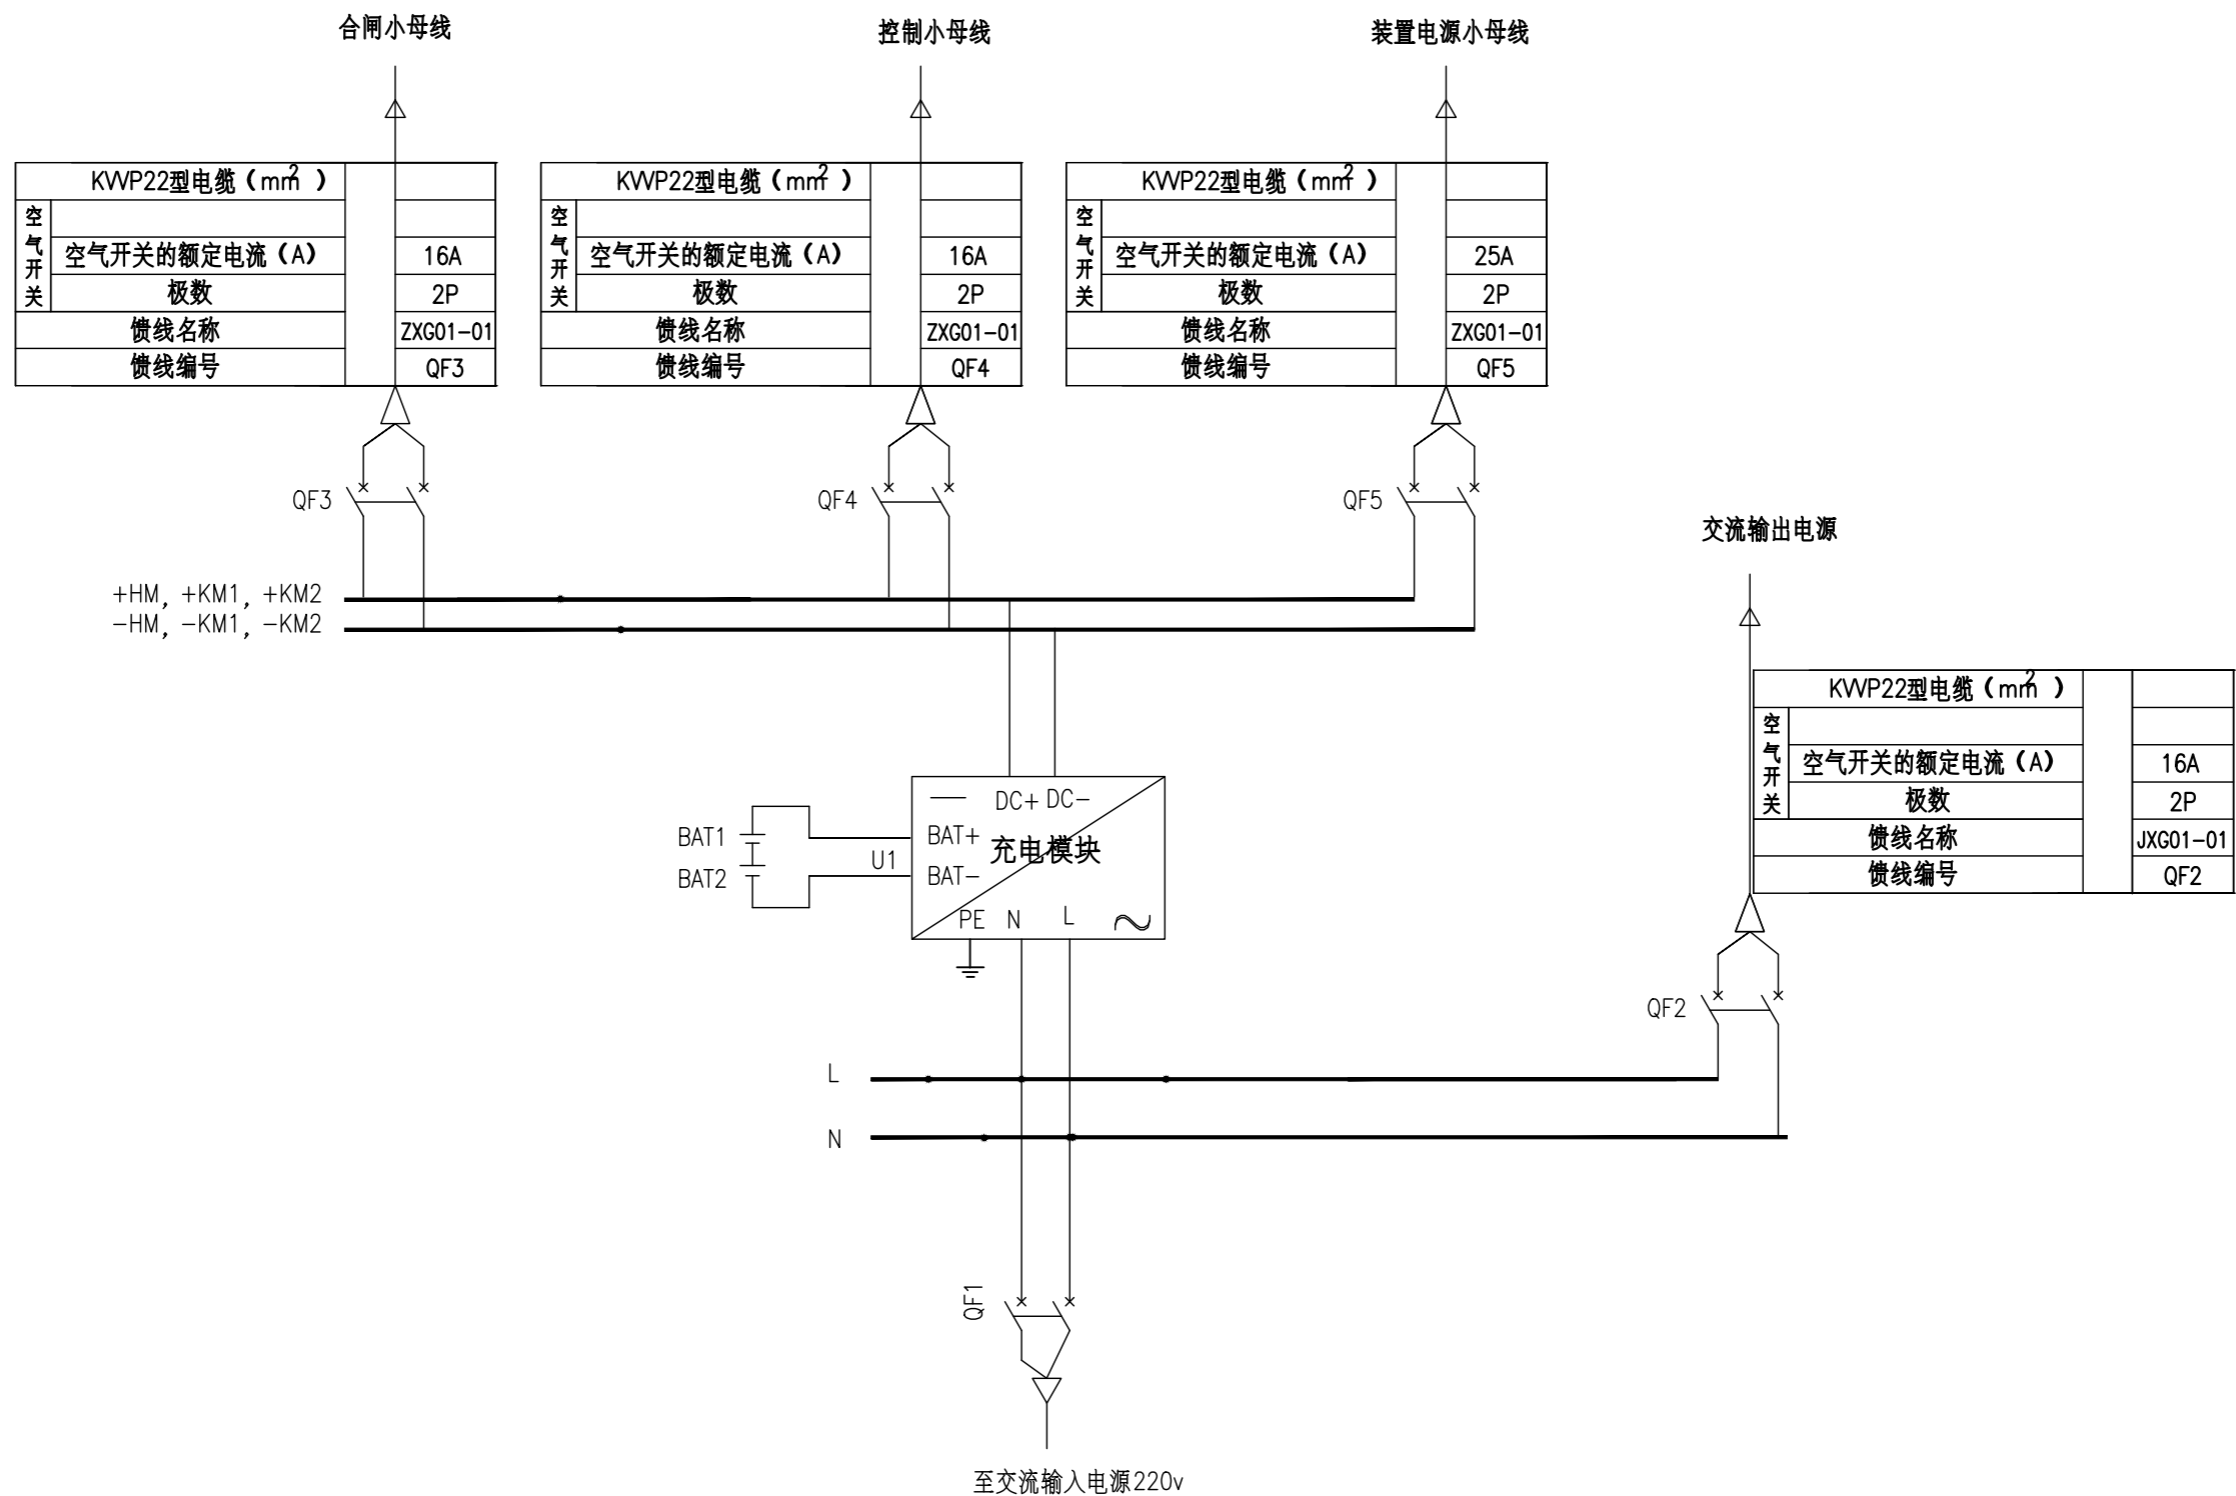 合闸小母线
控制小母线
装置电源小母线
KVVP22型电缆（mm2）
空气开关
空气开关的额定电流（A）
16A
极数
2P
馈线名称
ZXG01-01
馈线编号
QF3
KVVP22型电缆（mm2）
空气开关
空气开关的额定电流（A）
16A
极数
2P
馈线名称
ZXG01-01
馈线编号
QF4
KVVP22型电缆（mm2）
空气开关
空气开关的额定电流（A）
25A
极数
2P
馈线名称
ZXG01-01
馈线编号
QF5
QF3
QF4
QF5
+HM, +KM1, +KM2
-HM, -KM1, -KM2
交流输出电源
KVVP22型电缆（mm2）
空气开关
空气开关的额定电流（A）
16A
极数
2P
馈线名称
JXG01-01
馈线编号
QF2
DC+ DC-
BAT1
BAT2
U1
BAT+
BAT-
充电模块
PE N L
QF2
L
N
QF1
至交流输入电源220v